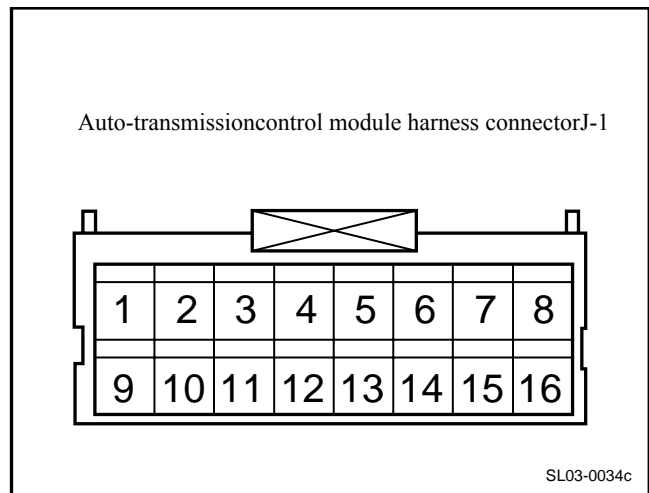 Auto-transmissioncontrol module harness connectorJ-1
1 2 3 4 5 6 7 8
9 10 11 12 13 14 15 16
SL03-0034c